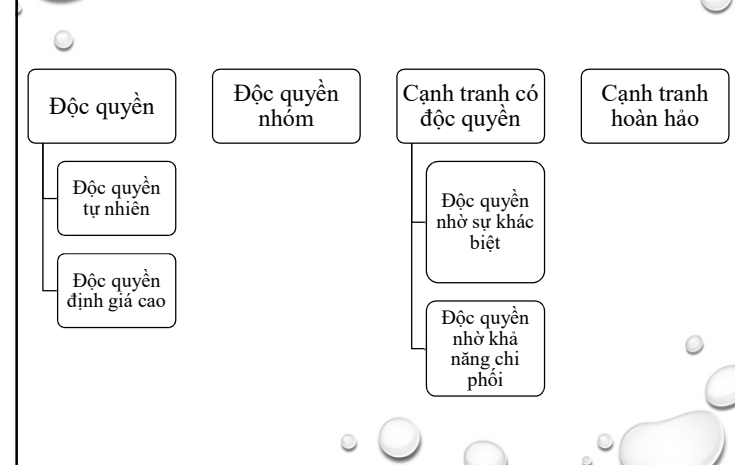 Độc quyền
Độc quyền
tự nhiên
Độc quyền
định giá cao
Độc quyền
nhóm
Cạnh tranh có
độc quyền
Độc quyền
nhờ sự khác
biệt
Độc quyền
nhờ khả
năng chi
phối
Cạnh tranh
hoàn hảo